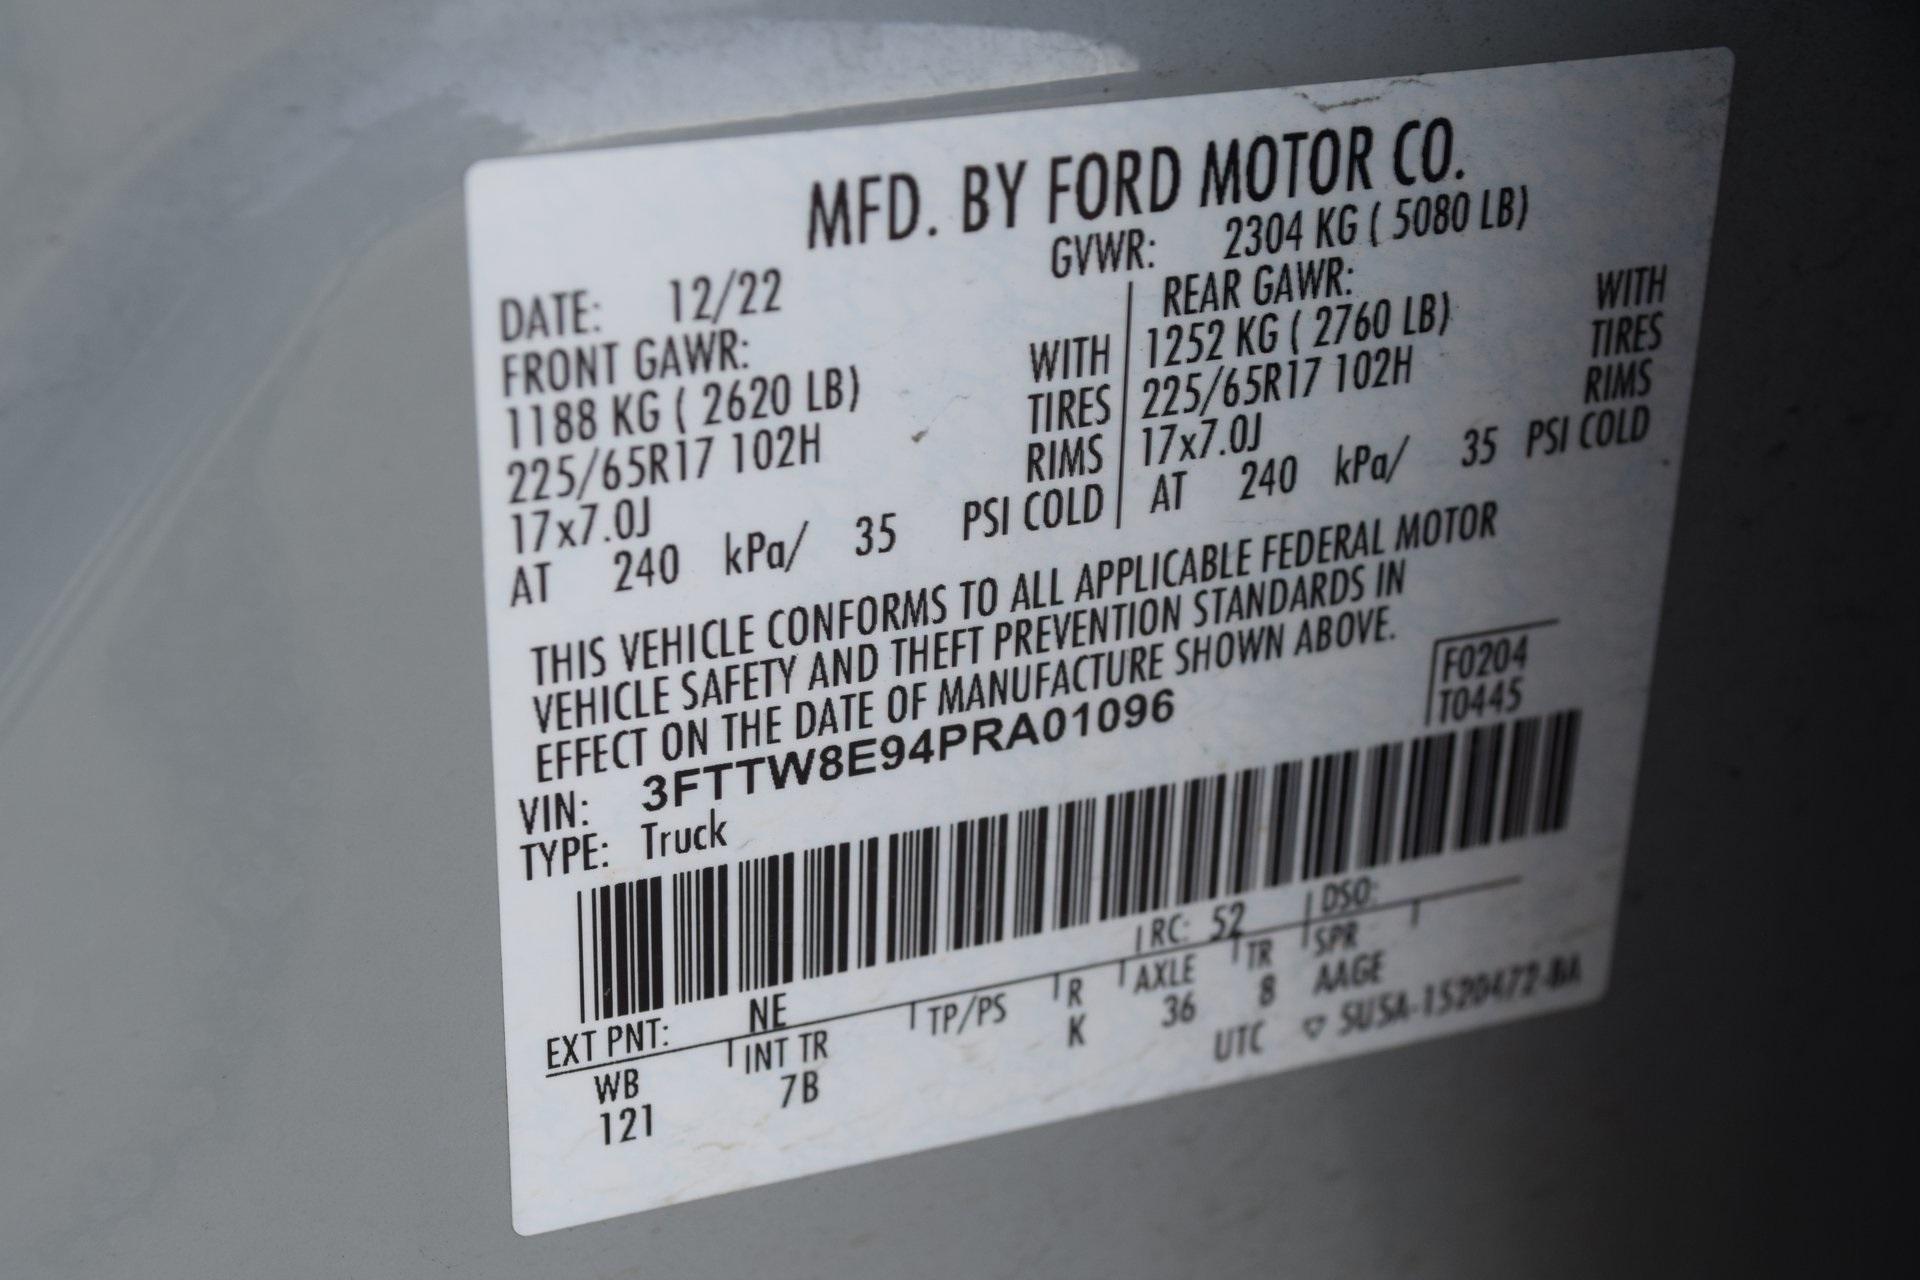 MFD. BY FORD MOTOR CO.
DATE: 12/22 GVWR: 2304 KG ( 5080 LB)
FRONT GAWR: REAR GAWR:
1188 KG ( 2620 LB) WITH 1252 KG ( 2760 LB) WITH
225/65R17 102H TIRES 225/65R17 102H TIRES
17x7.0J RIMS 17x7.0J RIMS
AT 240 kPa/ 35 PSI COLD AT 240 kPa/ 35 PSI COLD
THIS VEHICLE CONFORMS TO ALL APPLICABLE FEDERAL MOTOR
VEHICLE SAFETY AND THEFT PREVENTION STANDARDS IN
EFFECT ON THE DATE OF MANUFACTURE SHOWN ABOVE.
VIN: 3FTTW8E94PRA01096 F0204
TYPE: Truck T0445
EXT PNT: NE RC: 52 DSO:
WB INT TR TP/PS R AXLE TR SPR
121 7B K 36 8 AAGE
UTC SU5A-1520472-BA